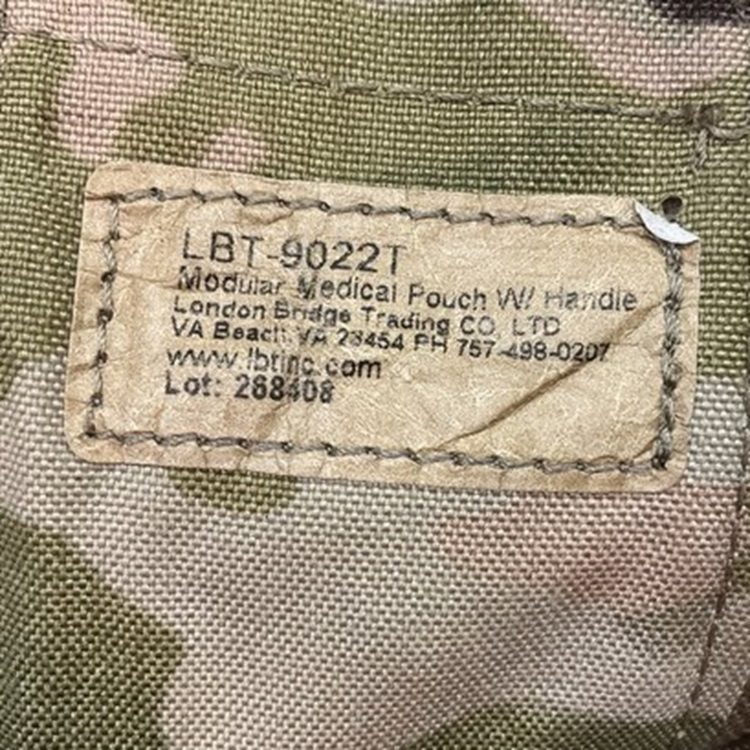 LBT-9022T
Modular Medical Pouch W/ Handle
London Bridge Trading CO. LTD
VA Beach, VA 23454 PH 757-498-0207
www.lbtinc.com
Lot: 268408